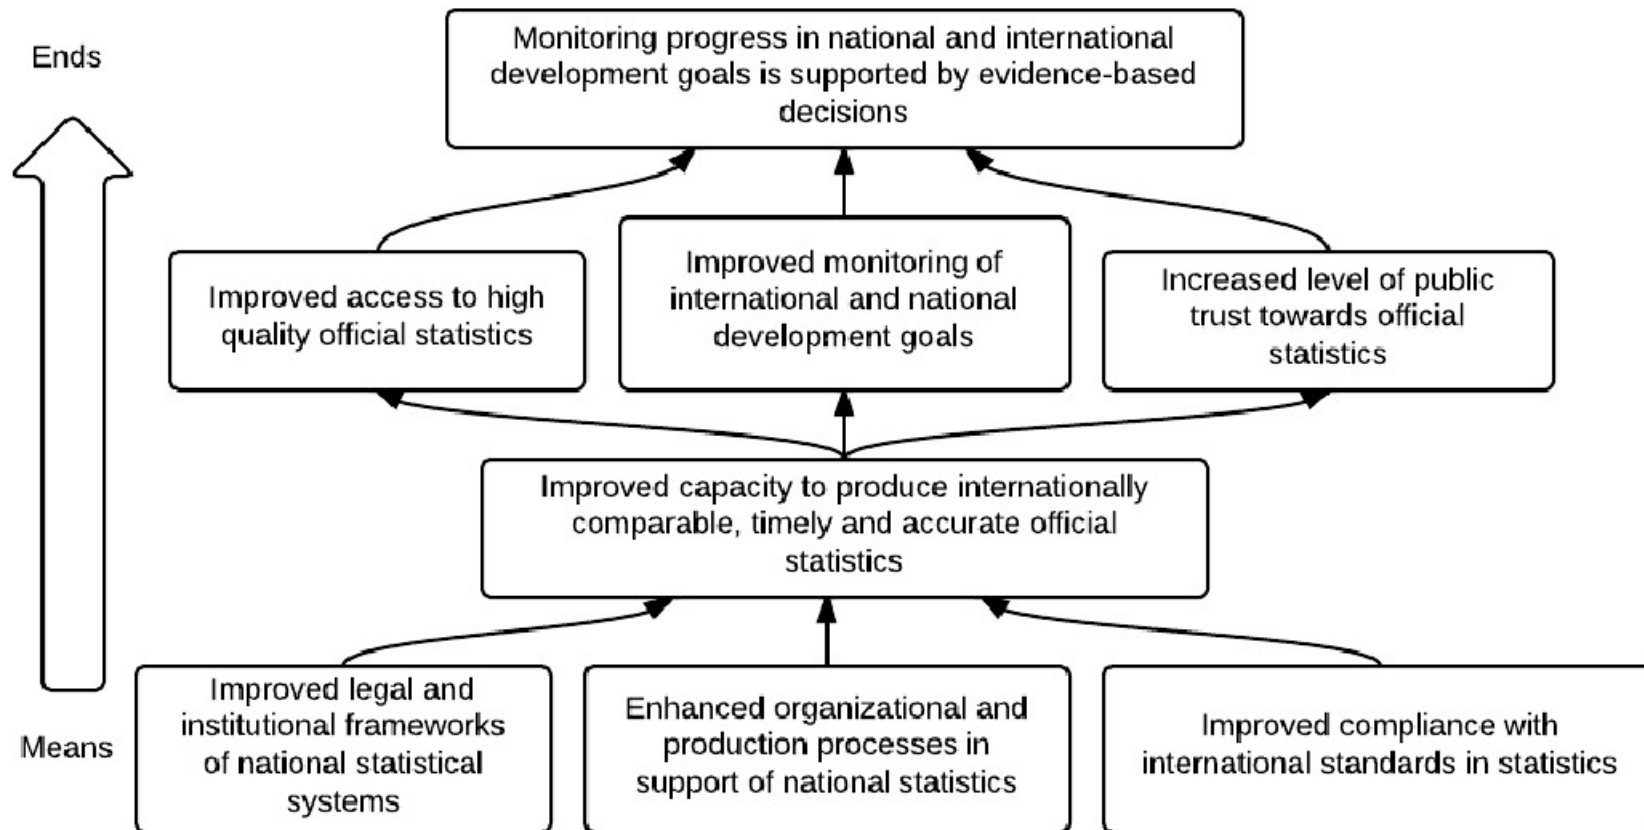 Ends
Monitoring progress in national and international
development goals is supported by evidence-based
decisions
Improved access to high
quality official statistics
Improved monitoring of
international and national
development goals
Increased level of public
trust towards official
statistics
Improved capacity to produce internationally
comparable, timely and accurate official
statistics
Means
Improved legal and
institutional frameworks
of national statistical
systems
Enhanced organizational and
production processes in
support of national statistics
Improved compliance with
international standards in statistics